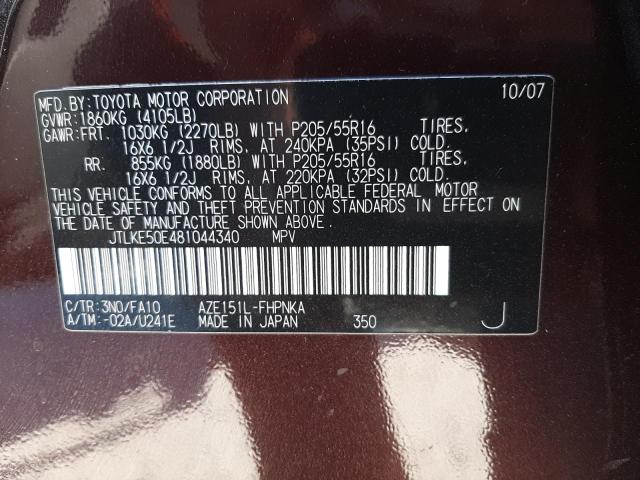 MFD.BY:TOYOTA MOTOR CORPORATION 10/07
GVWR:1860KG (4105LB)
GAWR:FRT. 1030KG (2270LB) WITH P205/55R16 TIRES,
16X6 1/2J RIMS, AT 240KPA (35PSI) COLD.
RR. 855KG (1880LB) WITH P205/55R16 TIRES,
16X6 1/2J RIMS, AT 220KPA (32PSI) COLD.
THIS VEHICLE CONFORMS TO ALL APPLICABLE FEDERAL MOTOR
VEHICLE SAFETY AND THEFT PREVENTION STANDARDS IN EFFECT ON
THE DATE OF MANUFACTURE SHOWN ABOVE.
JTLKE50E481044340 MPV
C/TR:3N0/FA10 AZE151L-FHPNKA
A/TM:-02A/U241E MADE IN JAPAN 350 J